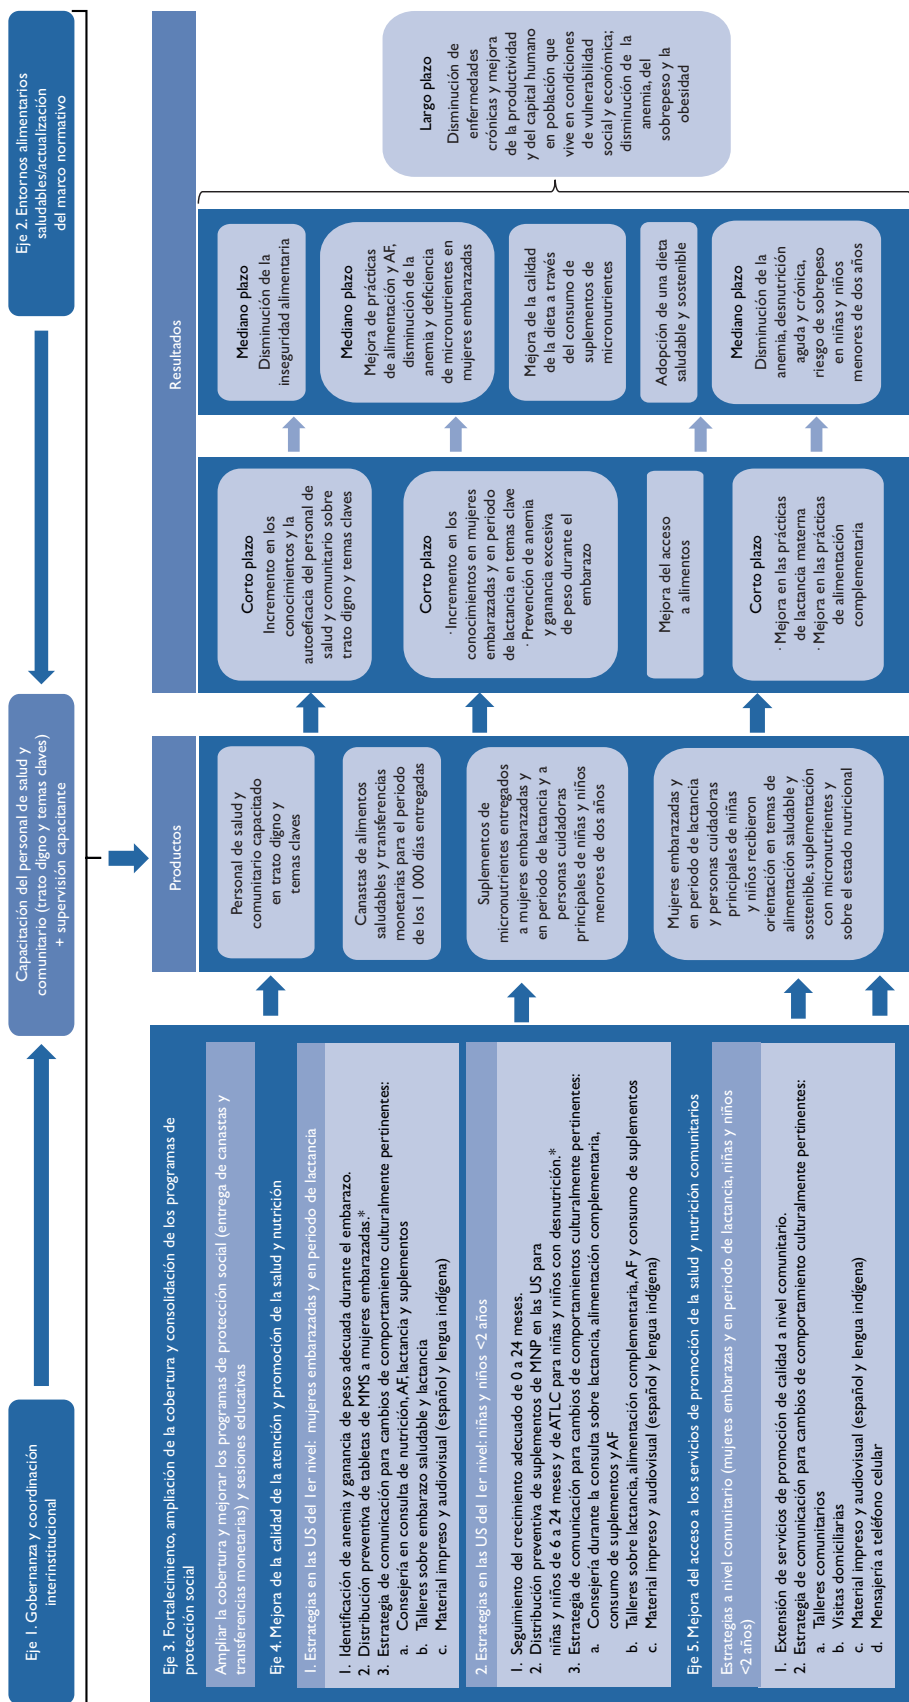 Eje 1. Gobernanza y coordinación
interinstitucional
Capacitación del personal de salud y
comunitario (trato digno y temas claves)
+ supervisión capacitante
Eje 2. Entornos alimentarios
saludables/actualización
del marco normativo
Eje 3. Fortalecimiento, ampliación de la cobertura y consolidación de los programas de
protección social
Ampliar la cobertura y mejorar los programas de protección social (entrega de canastas y
transferencias monetarias) y sesiones educativas
Eje 4. Mejora de la calidad de la atención y promoción de la salud y nutrición
1. Estrategias en las US del 1er nivel: mujeres embarazadas y en periodo de lactancia
1. Identificación de anemia y ganancia de peso adecuada durante el embarazo.
2. Distribución preventiva de tabletas de MMS a mujeres embarazadas.*
3. Estrategia de comunicación para cambios de comportamiento culturalmente pertinentes:
a. Consejería en consulta de nutrición, AF, lactancia y suplementos
b. Talleres sobre embarazo saludable y lactancia
c. Material impreso y audiovisual (español y lengua indígena)
2. Estrategias en las US del 1er nivel: niñas y niños <2 años
1. Seguimiento del crecimiento adecuado de 0 a 24 meses.
2. Distribución preventiva de suplementos de MNP en las US para
niñas y niños de 6 a 24 meses y de ATLC para niñas y niños con desnutrición.*
3. Estrategia de comunicación para cambios de comportamientos culturalmente pertinentes:
a. Consejería durante la consulta sobre lactancia, alimentación complementaria,
consumo de suplementos y AF
b. Talleres sobre lactancia, alimentación complementaria, AF y consumo de suplementos
c. Material impreso y audiovisual (español y lengua indígena)
Eje 5. Mejora del acceso a los servicios de promoción de la salud y nutrición comunitarios
Estrategias a nivel comunitario (mujeres embarazas y en periodo de lactancia, niñas y niños
<2 años)
1. Extensión de servicios de promoción de calidad a nivel comunitario.
2. Estrategia de comunicación para cambios de comportamiento culturalmente pertinentes:
a. Talleres comunitarios
b. Visitas domiciliarias
c. Material impreso y audiovisual (español y lengua indígena)
d. Mensajería a teléfono celular
Productos
Personal de salud y
comunitario capacitado
en trato digno y
temas claves
Canastas de alimentos
saludables y transferencias
monetarias para el periodo
de los 1 000 días entregadas
Suplementos de
micronutrientes entregados
a mujeres embarazadas y
en periodo de lactancia y a
personas cuidadoras
principales de niñas y niños
menores de dos años
Mujeres embarazadas y
en periodo de lactancia
y personas cuidadoras
principales de niñas
y niños recibieron
orientación en temas de
alimentación saludable y
sostenible, suplementación
con micronutrientes y
sobre el estado nutricional
Resultados
Corto plazo
Incremento en los
conocimientos y la
autoeficacia del personal de
salud y comunitario sobre
trato digno y temas claves
Corto plazo
· Incremento en los
conocimientos en mujeres
embarazadas y en periodo
de lactancia en temas clave
· Prevención de anemia
y ganancia excesiva
de peso durante el
embarazo
Mejora del acceso
a alimentos
Corto plazo
· Mejora en las prácticas
de lactancia materna
· Mejora en las prácticas
de alimentación
complementaria
Mediano plazo
Disminución de la
inseguridad alimentaria
Mediano plazo
Mejora de prácticas
de alimentación y AF,
disminución de la
anemia y deficiencia
de micronutrientes en
mujeres embarazadas
Mejora de la calidad
de la dieta a través
del consumo de
suplementos de
micronutrientes
Adopción de una dieta
saludable y sostenible
Mediano plazo
Disminución de la
anemia, desnutrición
aguda y crónica,
riesgo de sobrepeso
en niñas y niños
menores de dos años
Largo plazo
Disminución de
enfermedades
crónicas y mejora
de la productividad
y del capital humano
en población que
vive en condiciones
de vulnerabilidad
social y económica;
disminución de la
anemia, del
sobrepeso y la
obesidad